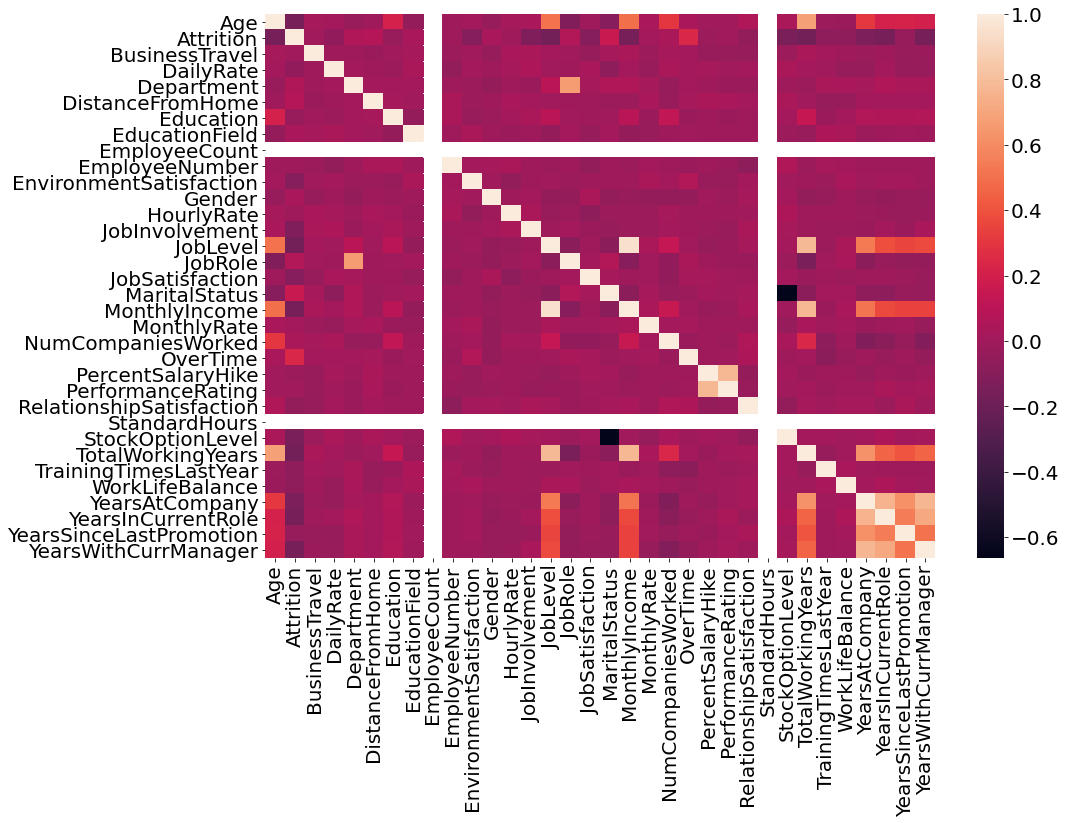 Age
Attrition
BusinessTravel
DailyRate
Department
DistanceFromHome
Education
EducationField
EmployeeCount
EmployeeNumber
EnvironmentSatisfaction
Gender
HourlyRate
JobInvolvement
JobLevel
JobRole
JobSatisfaction
MaritalStatus
MonthlyIncome
MonthlyRate
NumCompaniesWorked
OverTime
PercentSalaryHike
PerformanceRating
RelationshipSatisfaction
StandardHours
StockOptionLevel
TotalWorkingYears
TrainingTimesLastYear
WorkLifeBalance
YearsAtCompany
YearsInCurrentRole
YearsSinceLastPromotion
YearsWithCurrManager
Age
Attrition
BusinessTravel
DailyRate
Department
DistanceFromHome
Education
EducationField
EmployeeCount
EmployeeNumber
EnvironmentSatisfaction
Gender
HourlyRate
JobInvolvement
JobLevel
JobRole
JobSatisfaction
MaritalStatus
MonthlyIncome
MonthlyRate
NumCompaniesWorked
OverTime
PercentSalaryHike
PerformanceRating
RelationshipSatisfaction
StandardHours
StockOptionLevel
TotalWorkingYears
TrainingTimesLastYear
WorkLifeBalance
YearsAtCompany
YearsInCurrentRole
YearsSinceLastPromotion
YearsWithCurrManager
1.0
0.8
0.6
0.4
0.2
0.0
−0.2
−0.4
−0.6